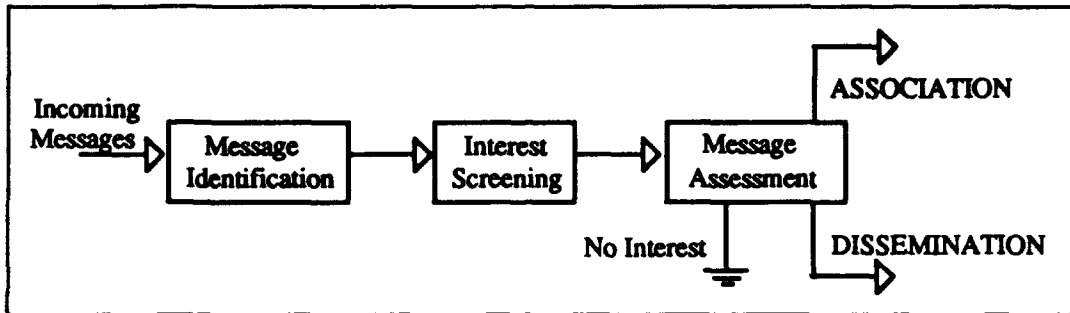 Incoming
Messages
Message
Identification
Interest
Screening
Message
Assessment
ASSOCIATION
No Interest
DISSEMINATION